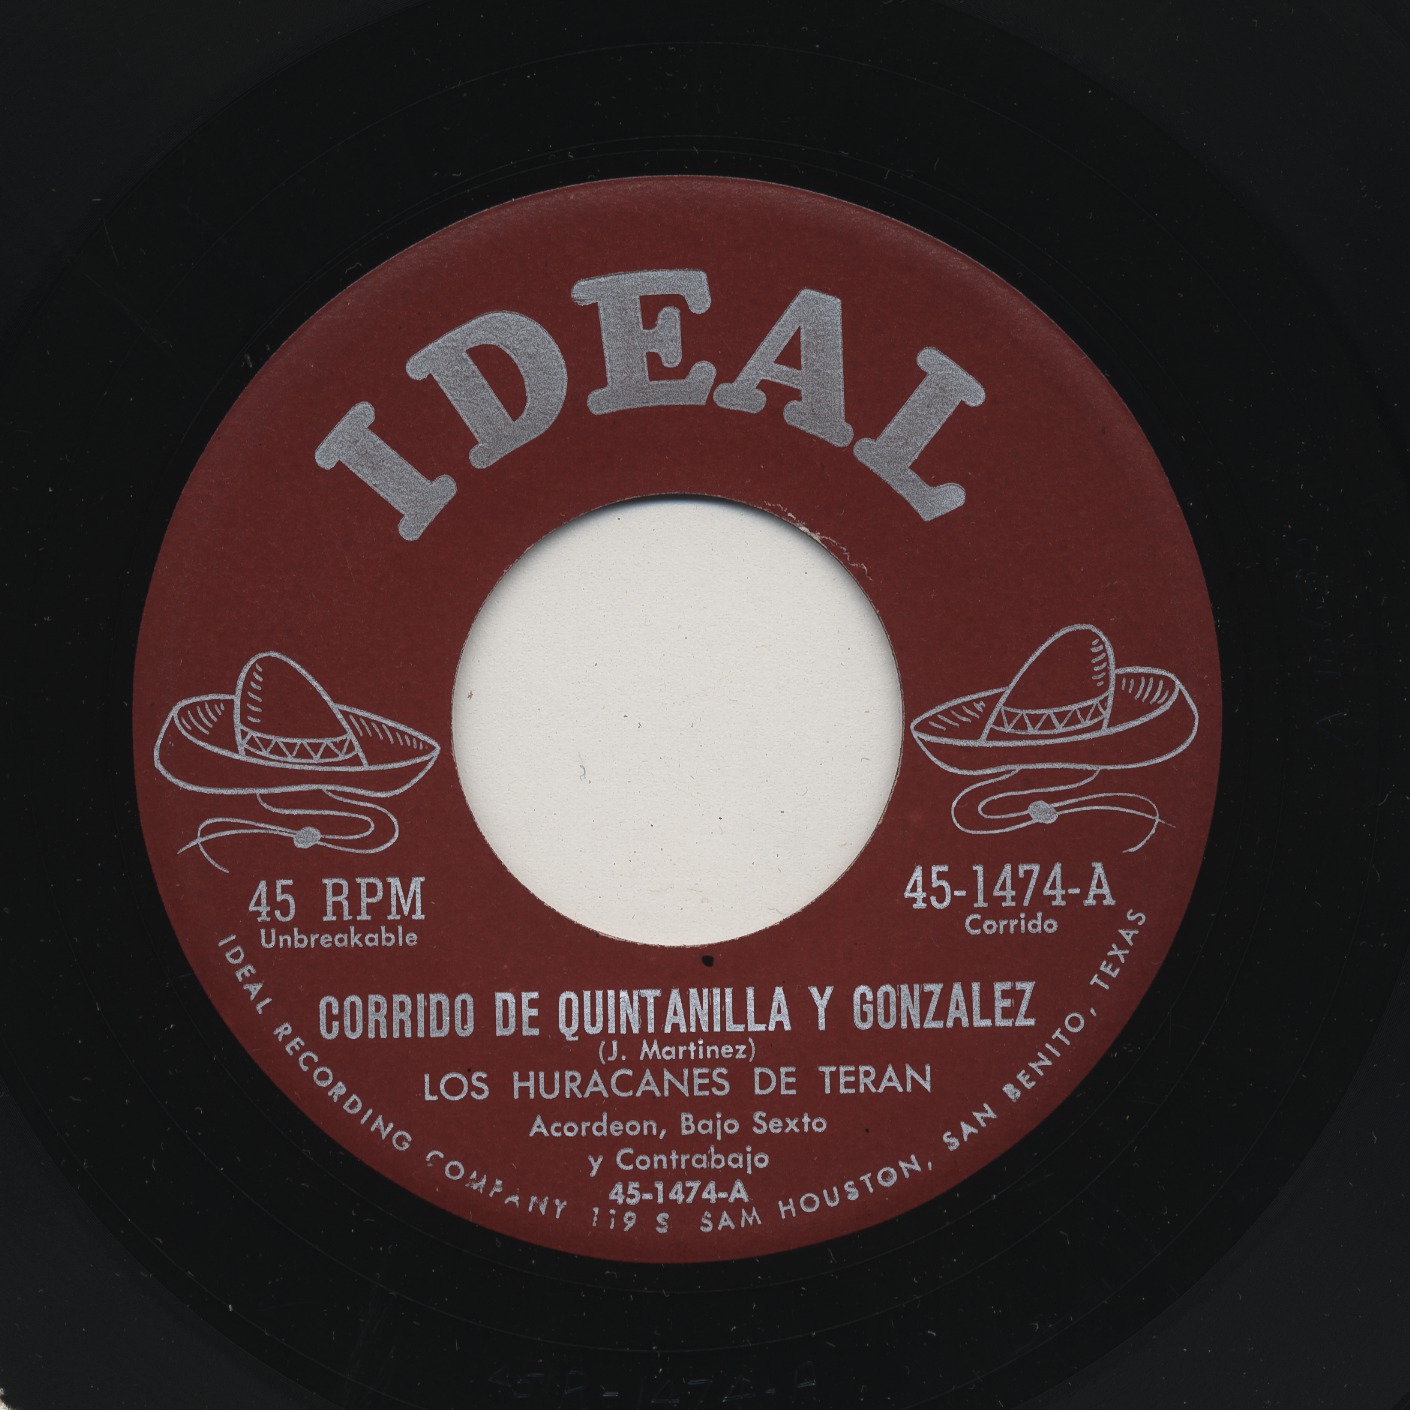 IDEAL
45 RPM
Unbreakable
45-1474-A
Corrido
CORRIDO DE QUINTANILLA Y GONZALEZ
(J. Martinez)
LOS HURACANES DE TERAN
Acordeon, Bajo Sexto
y Contrabajo
45-1474-A
IDEAL RECORDING COMPANY 119 S SAM HOUSTON, SAN BENITO, TEXAS